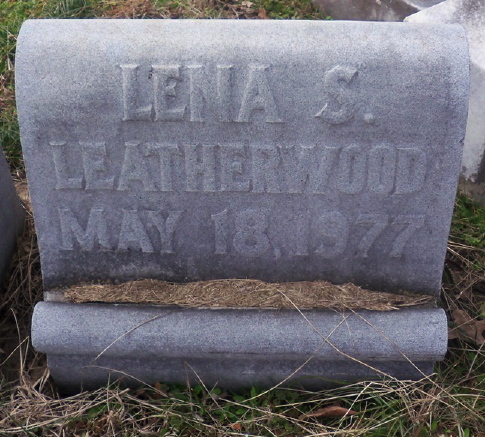 LENA S.
LEATHERWOOD
MAY 18, 1977